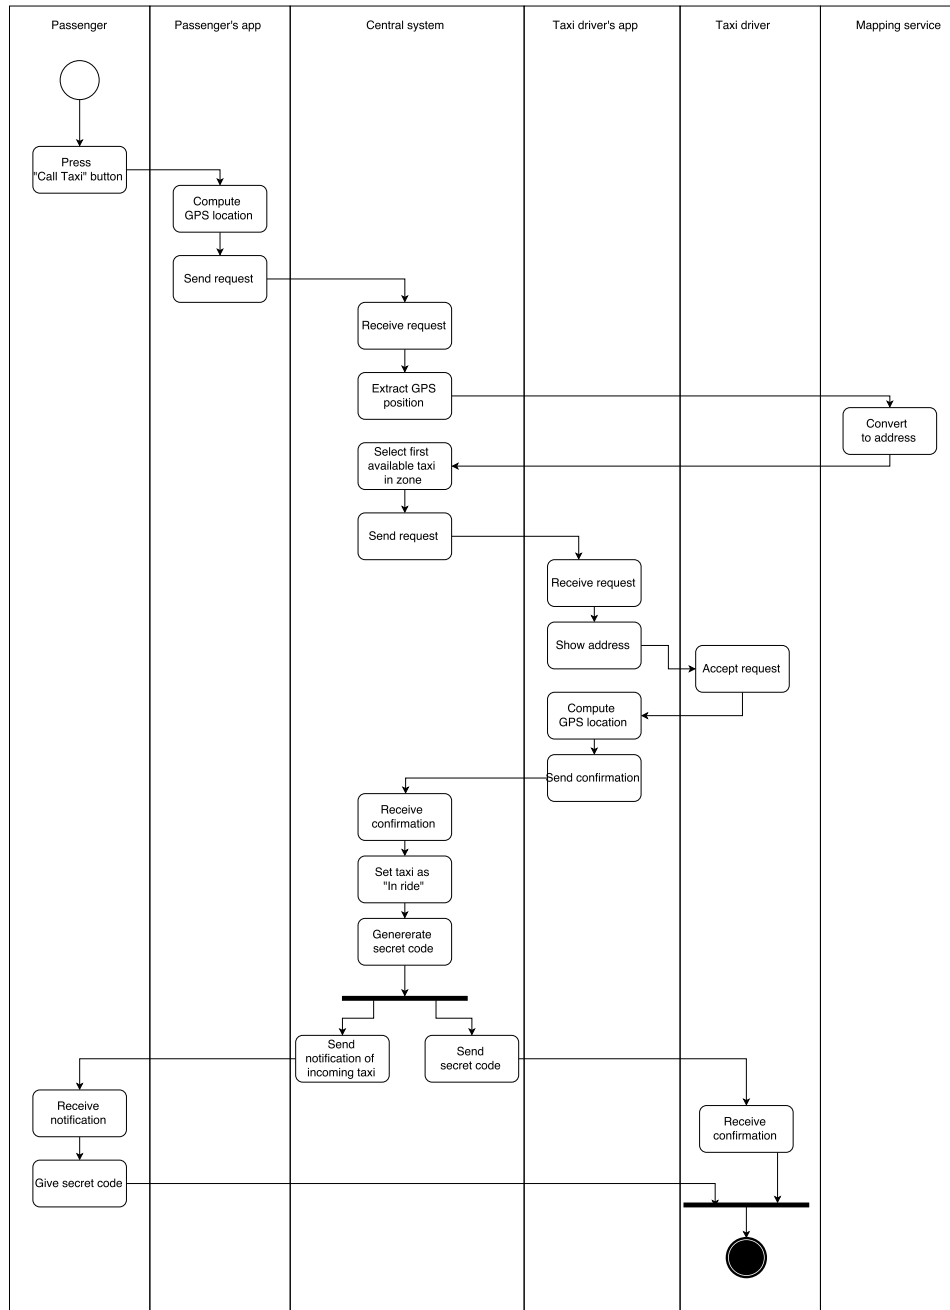 Passenger
Passenger's app
Central system
Taxi driver's app
Taxi driver
Mapping service
Press
"Call Taxi" button
Compute
GPS location
Send request
Receive request
Extract GPS
position
Convert
to address
Select first
available taxi
in zone
Send request
Receive request
Show address
Accept request
Compute
GPS location
Send confirmation
Receive
confirmation
Set taxi as
"In ride"
Genererate
secret code
Send
notification of
incoming taxi
Send
secret code
Receive
notification
Receive
confirmation
Give secret code